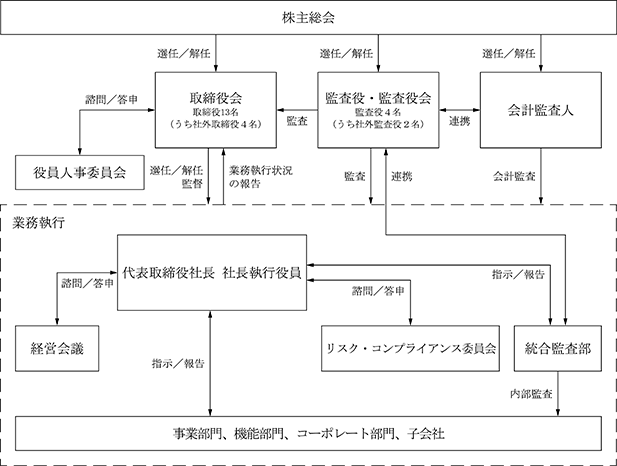 株主総会
選任／解任
選任／解任
選任／解任
取締役会
取締役13名
（うち社外取締役４名）
監査役・監査役会
監査役４名
（うち社外監査役２名）
会計監査人
諮問／答申
監査
連携
役員人事委員会
選任／解任
監督
業務執行状況
の報告
監査
連携
会計監査
業務執行
代表取締役社長 社長執行役員
諮問／答申
諮問／答申
指示／報告
経営会議
指示／報告
リスク・コンプライアンス委員会
統合監査部
内部監査
事業部門、機能部門、コーポレート部門、子会社